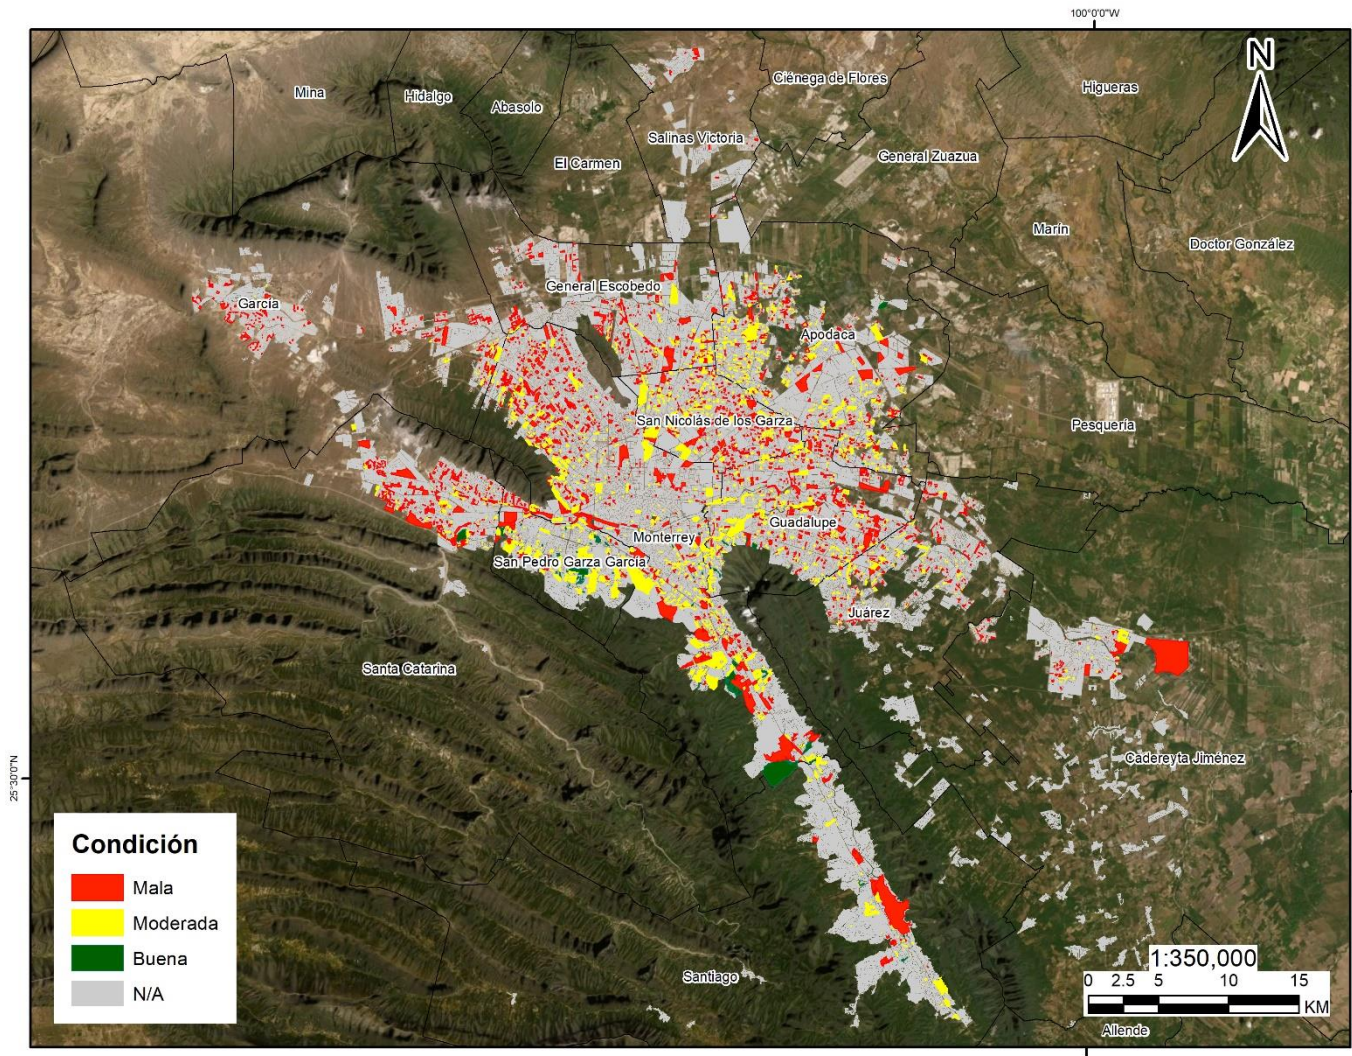 100°0'0"W
N
Ciénega de Flores
Higueras
Mina
Hidalgo
Abasolo
Salinas Victoria
General Zuazua
El Carmen
Marín
Doctor González
General Escobedo
García
Apodaca
San Nicolás de los Garza
Pesquería
Guadalupe
Monterrey
San Pedro Garza García
Juárez
Santa Catarina
Cadereyta Jiménez
25°30'0"N
Condición
Mala
Moderada
Buena
N/A
Santiago
1:350,000
0 2.5 5 10 15
KM
Allende